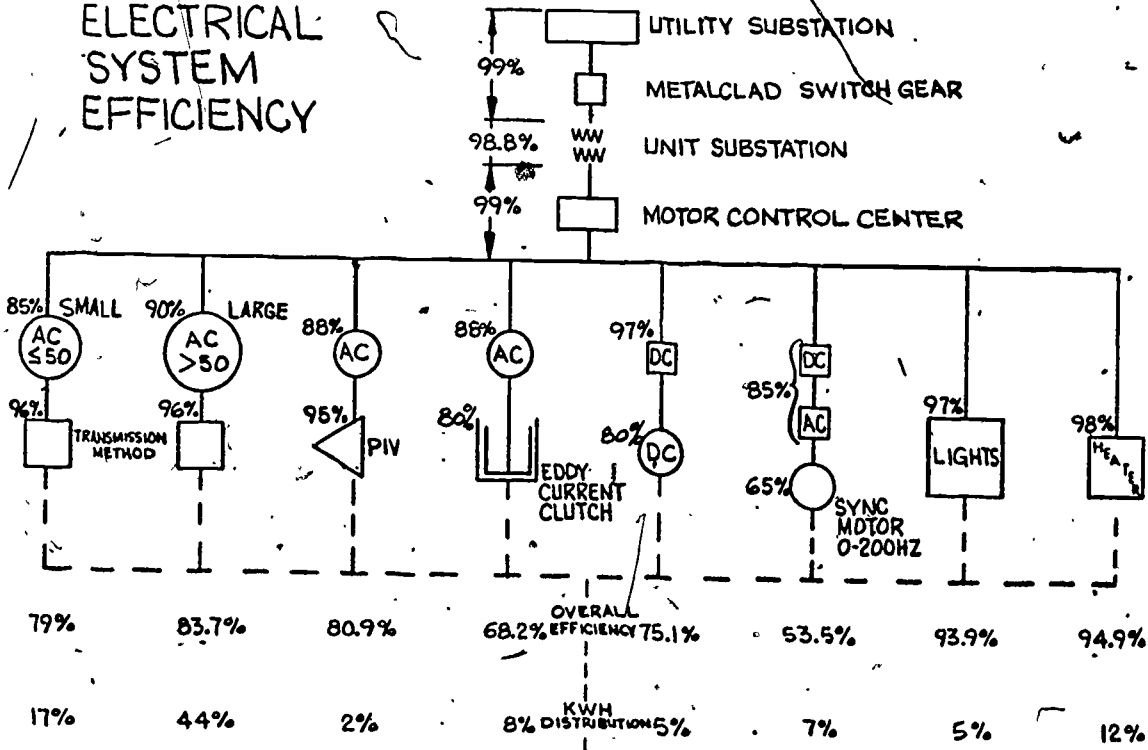 ELECTRICAL
SYSTEM
EFFICIENCY
UTILITY SUBSTATION
99%
METALCLAD SWITCH GEAR
98.8%
UNIT SUBSTATION
99%
MOTOR CONTROL CENTER
85% SMALL
AC
≤50
96%
TRANSMISSION
METHOD
90% LARGE
AC
>50
96%
88%
AC
95%
PIV
88%
AC
80%
EDDY
CURRENT
CLUTCH
97%
DC
80%
DC
DC
85%
AC
65%
SYNC
MOTOR
0-200HZ
97%
LIGHTS
98%
HEATER
OVERALL
EFFICIENCY
79% 83.7% 80.9% 68.2% 75.1% 53.5% 93.9% 94.9%
KWH
DISTRIBUTION
17% 44% 2% 8% 5% 7% 5% 12%